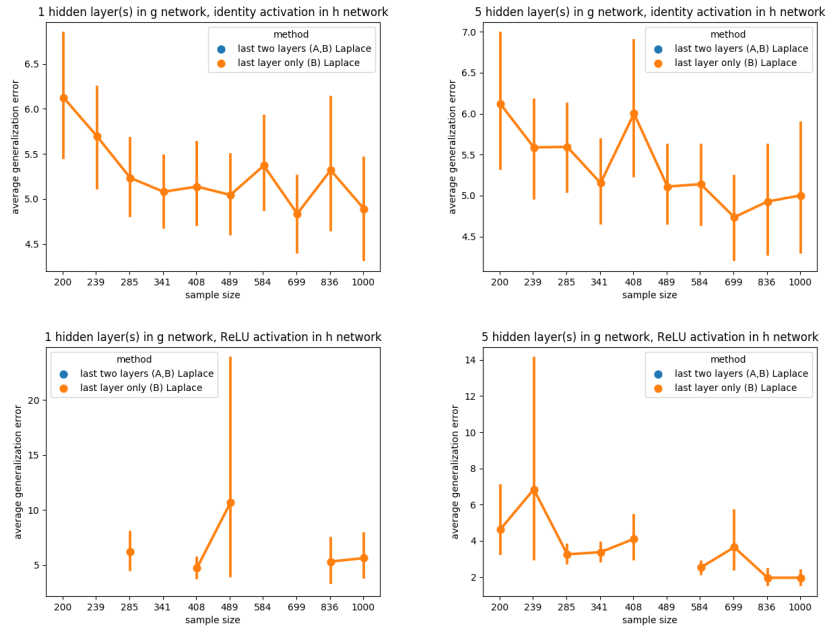 1 hidden layer(s) in g network, identity activation in h network
method
last two layers (A,B) Laplace
last layer only (B) Laplace
average generalization error
6.5
6.0
5.5
5.0
4.5
200 239 285 341 408 489 584 699 836 1000
sample size
5 hidden layer(s) in g network, identity activation in h network
method
last two layers (A,B) Laplace
last layer only (B) Laplace
average generalization error
7.0
6.5
6.0
5.5
5.0
4.5
200 239 285 341 408 489 584 699 836 1000
sample size
1 hidden layer(s) in g network, ReLU activation in h network
method
last two layers (A,B) Laplace
last layer only (B) Laplace
average generalization error
20
15
10
5
200 239 285 341 408 489 584 699 836 1000
sample size
5 hidden layer(s) in g network, ReLU activation in h network
method
last two layers (A,B) Laplace
last layer only (B) Laplace
average generalization error
14
12
10
8
6
4
2
200 239 285 341 408 489 584 699 836 1000
sample size